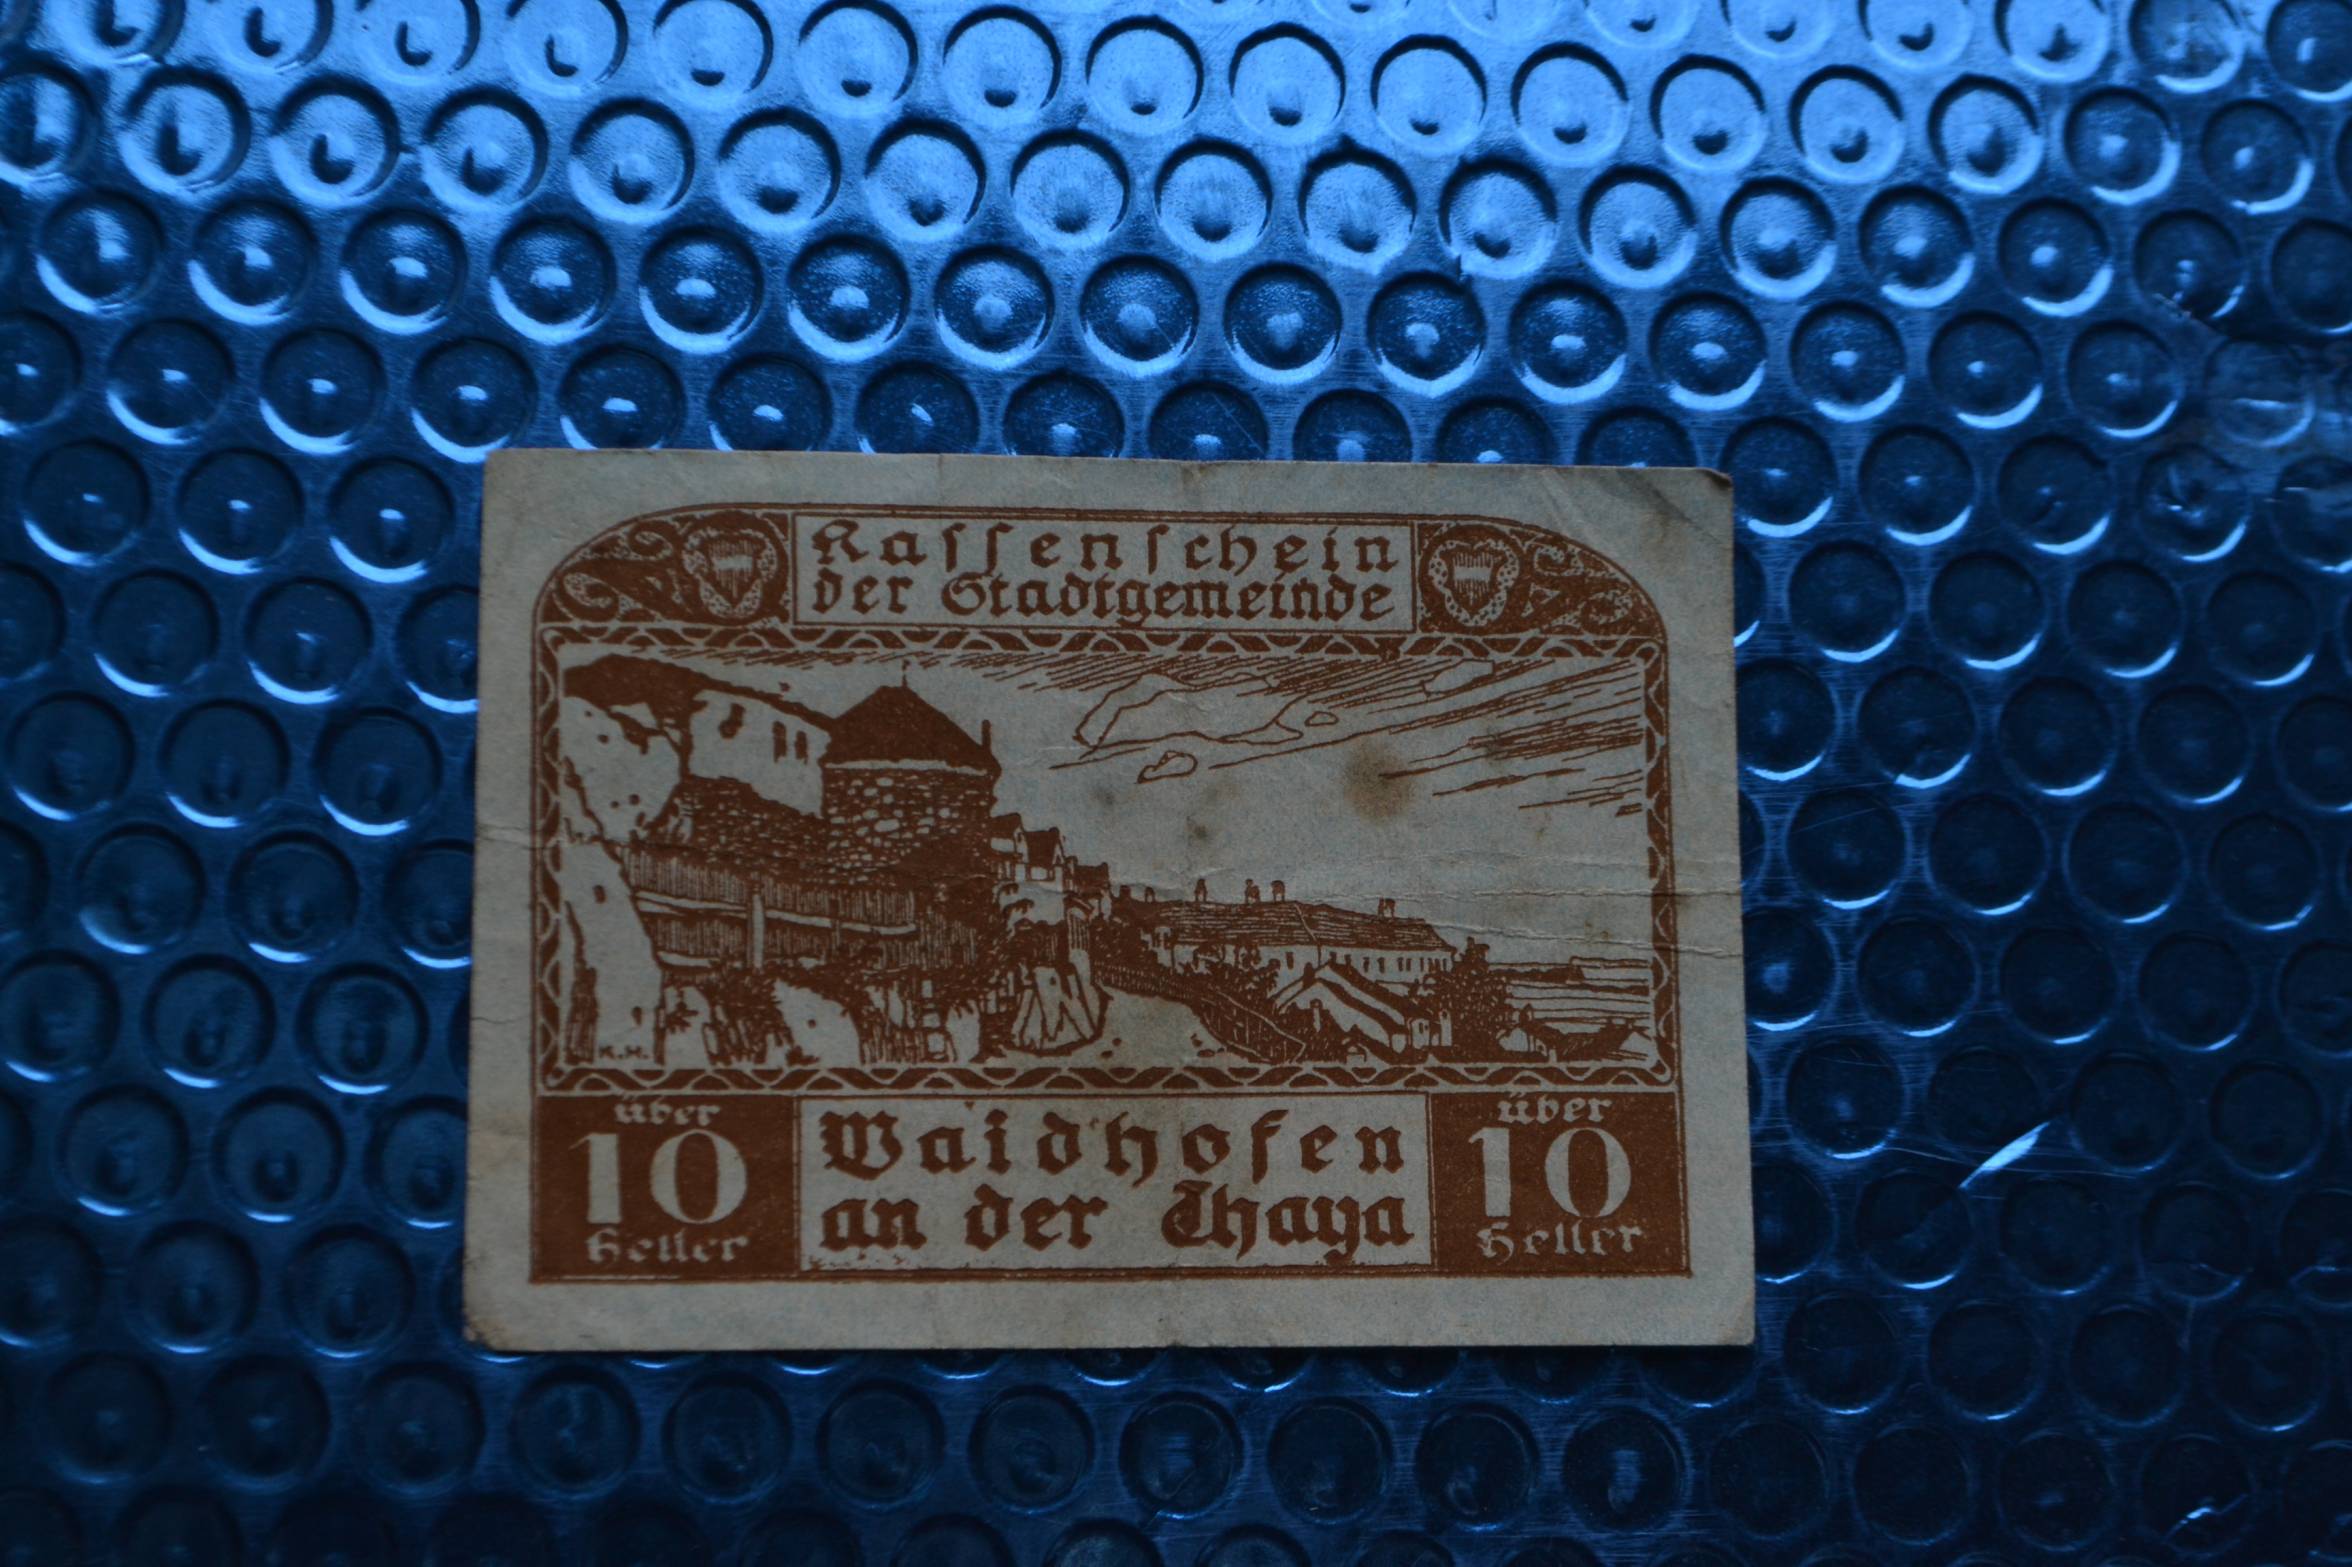 Kassenschein
der Stadtgemeinde
K.H.
über
10
Heller
Waidhofen
an der Thaya
über
10
Heller